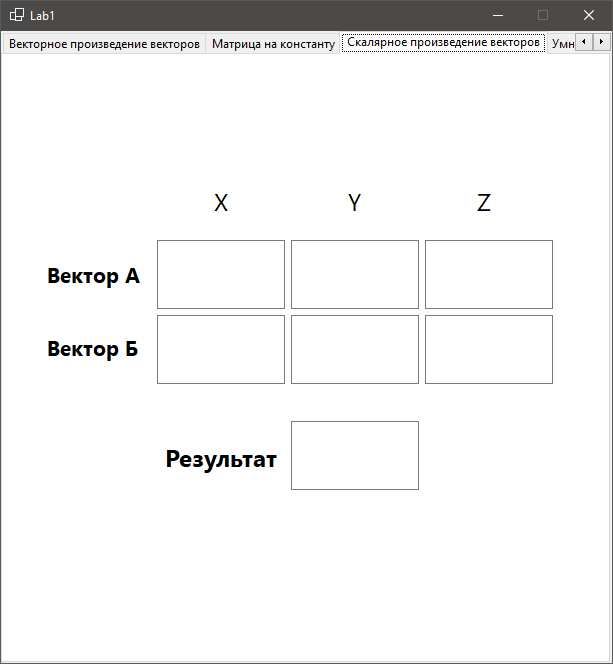 Lab1
Векторное произведение векторов Матрица на константу Скалярное произведение векторов Умн
X Y Z
Вектор А
Вектор Б
Результат